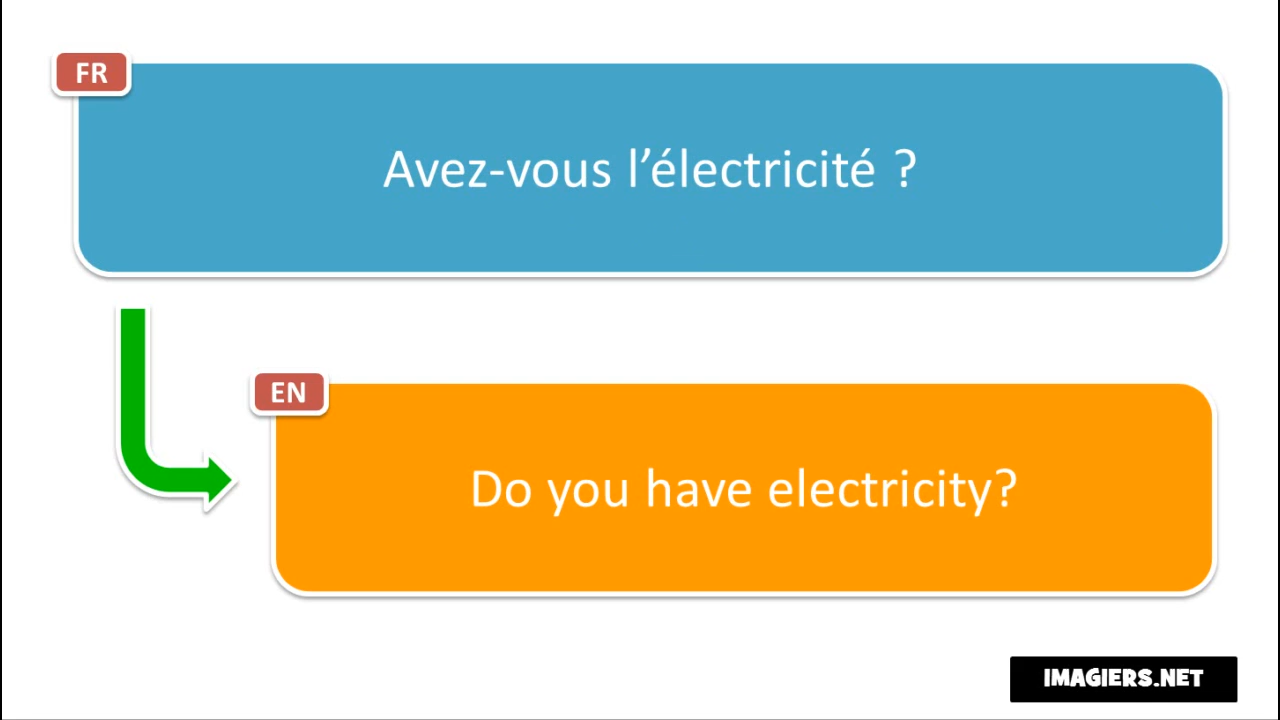 FR
Avez-vous l’électricité ?
EN
Do you have electricity?
IMAGIERS.NET